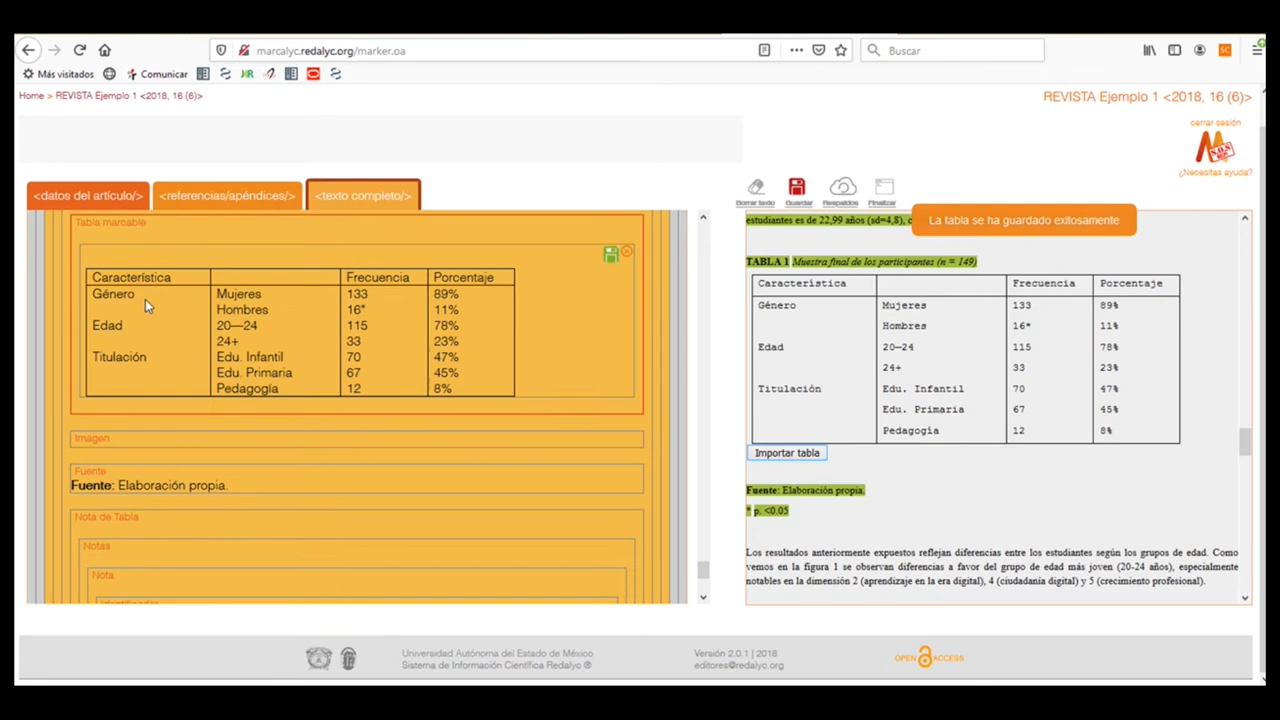 marcalyc.redalyc.org/marker.oa
Buscar
SC
Más visitados
Comunicar
Home > REVISTA Ejemplo 1 <2018, 16 (6)>
REVISTA Ejemplo 1 <2018, 16 (6)>
cerrar sesión
S.O.S
¿Necesitas ayuda?
<datos del artículo/>
<referencias/apéndices/>
<texto completo/>
Borrar texto
Guardar
Respaldos
Finalizar
Tabla marcable
Característica Frecuencia Porcentaje
Género Mujeres 133 89%
Hombres 16* 11%
Edad 20—24 115 78%
24+ 33 23%
Titulación Edu. Infantil 70 47%
Edu. Primaria 67 45%
Pedagogía 12 8%
Imagen
Fuente
Fuente: Elaboración propia.
Nota de Tabla
Notas
Nota
Identificador
La tabla se ha guardado exitosamente
estudiantes es de 22,99 años (sd=4,8), c
TABLA 1 Muestra final de los participantes (n = 149)
Característica Frecuencia Porcentaje
Género Mujeres 133 89%
Hombres 16* 11%
Edad 20—24 115 78%
24+ 33 23%
Titulación Edu. Infantil 70 47%
Edu. Primaria 67 45%
Pedagogía 12 8%
Importar tabla
Fuente: Elaboración propia.
* p. <0.05
Los resultados anteriormente expuestos reflejan diferencias entre los estudiantes según los grupos de edad. Como
vemos en la figura 1 se observan diferencias a favor del grupo de edad más joven (20-24 años), especialmente
notables en la dimensión 2 (aprendizaje en la era digital), 4 (ciudadanía digital) y 5 (crecimiento profesional).
Universidad Autónoma del Estado de México
Sistema de Información Científica Redalyc ®
Versión 2.0.1 | 2018
editores@redalyc.org
OPEN ACCESS